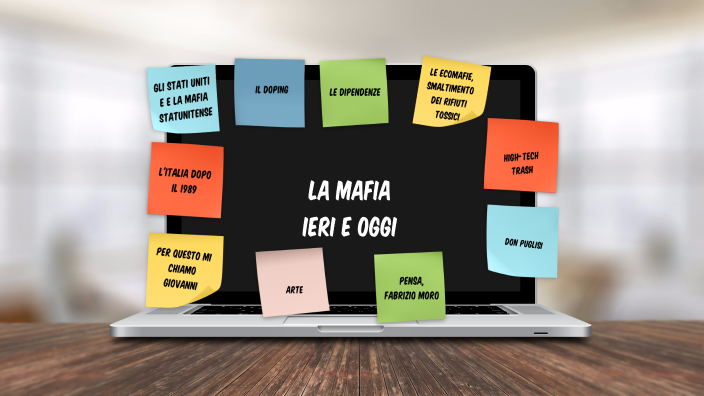 GLI STATI UNITI
E E LA MAFIA
STATUNITENSE
IL DOPING
LE DIPENDENZE
LE ECOMAFIE,
SMALTIMENTO
DEI RIFIUTI
TOSSICI
HIGH-TECH
TRASH
L'ITALIA DOPO
IL 1989
LA MAFIA
IERI E OGGI
DON PUGLISI
PER QUESTO MI
CHIAMO
GIOVANNI
ARTE
PENSA,
FABRIZIO MORO